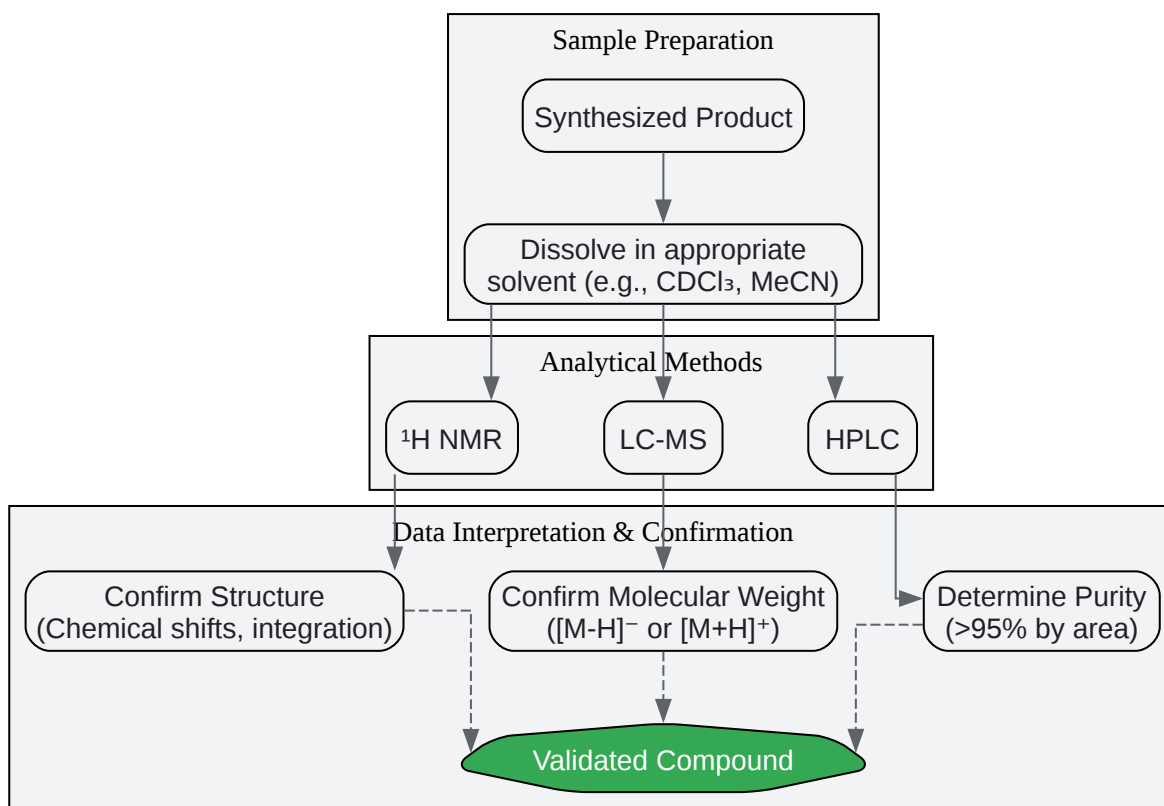 Sample Preparation
Synthesized Product
Dissolve in appropriate
solvent (e.g., CDCl₃, MeCN)
Analytical Methods
¹H NMR
LC-MS
HPLC
Data Interpretation & Confirmation
Confirm Structure
(Chemical shifts, integration)
Confirm Molecular Weight
([M-H]⁻ or [M+H]⁺)
Determine Purity
(>95% by area)
Validated Compound